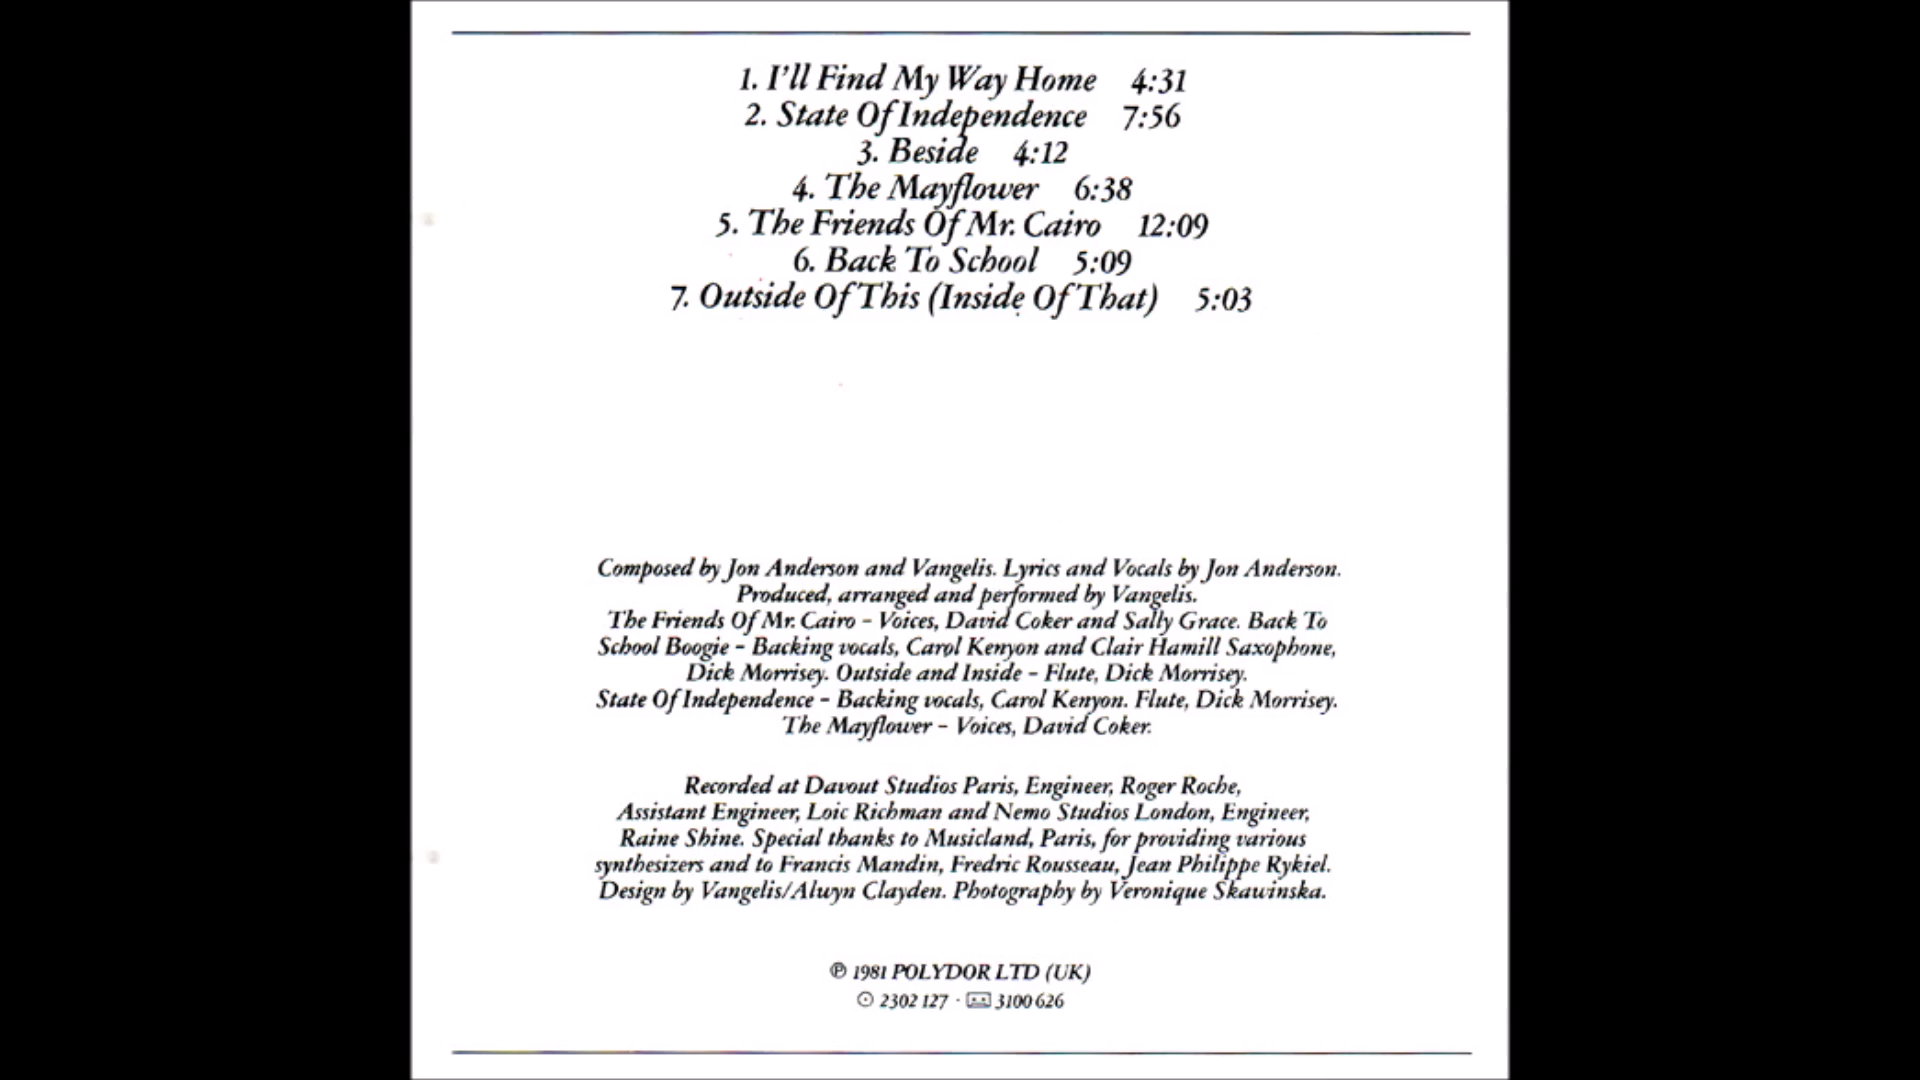 1. I'll Find My Way Home 4:31
2. State Of Independence 7:56
3. Beside 4:12
4. The Mayflower 6:38
5. The Friends Of Mr. Cairo 12:09
6. Back To School 5:09
7. Outside Of This (Inside Of That) 5:03
Composed by Jon Anderson and Vangelis. Lyrics and Vocals by Jon Anderson.
Produced, arranged and performed by Vangelis.
The Friends Of Mr. Cairo – Voices, David Coker and Sally Grace. Back To
School Boogie – Backing vocals, Carol Kenyon and Clair Hamill Saxophone,
Dick Morrisey. Outside and Inside – Flute, Dick Morrisey.
State Of Independence – Backing vocals, Carol Kenyon. Flute, Dick Morrisey.
The Mayflower – Voices, David Coker.
Recorded at Davout Studios Paris, Engineer, Roger Roche,
Assistant Engineer, Loic Richman and Nemo Studios London, Engineer,
Raine Shine. Special thanks to Musicland, Paris, for providing various
synthesizers and to Francis Mandin, Fredric Rousseau, Jean Philippe Rykiel.
Design by Vangelis/Alwyn Clayden. Photography by Veronique Skawinska.
℗ 1981 POLYDOR LTD (UK)
2302 127 · 3100 626